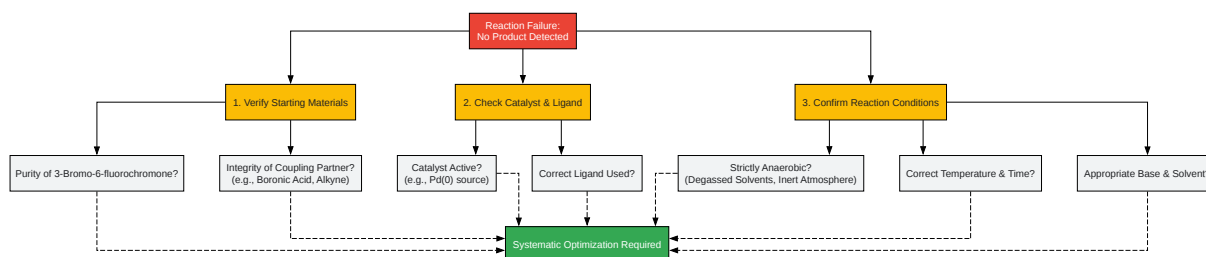 Reaction Failure:
No Product Detected
1. Verify Starting Materials
2. Check Catalyst & Ligand
3. Confirm Reaction Conditions
Purity of 3-Bromo-6-fluorochromone?
Integrity of Coupling Partner?
(e.g., Boronic Acid, Alkyne)
Catalyst Active?
(e.g., Pd(0) source)
Correct Ligand Used?
Strictly Anaerobic?
(Degassed Solvents, Inert Atmosphere)
Correct Temperature & Time?
Appropriate Base & Solvent?
Systematic Optimization Required